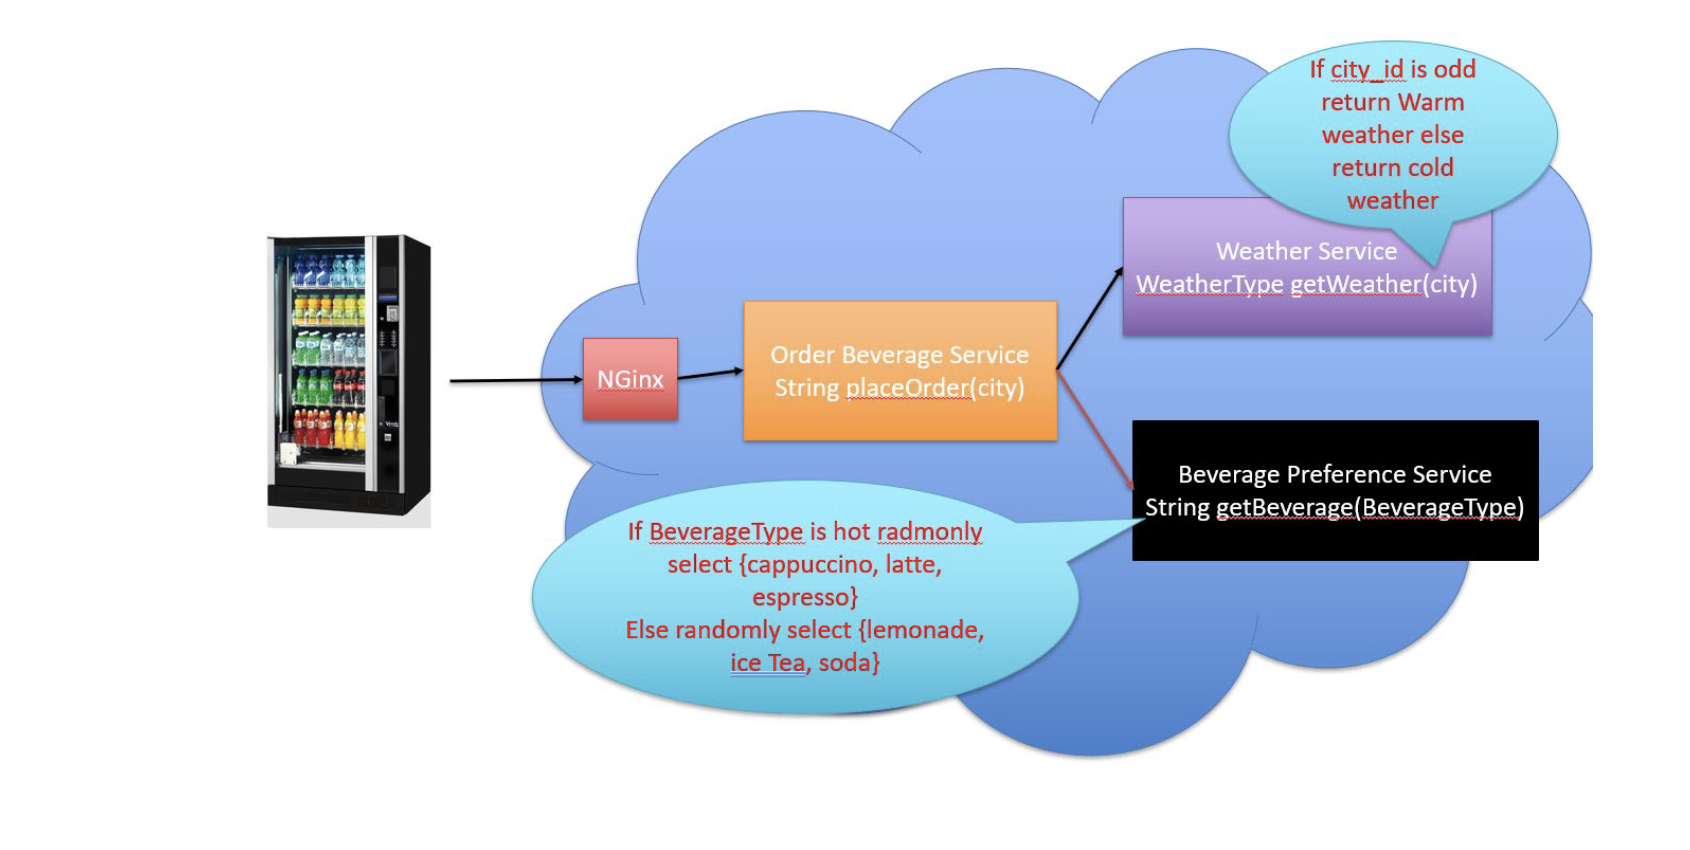 If city_id is odd
return Warm
weather else
return cold
weather
Weather Service
WeatherType getWeather(city)
NGinx
Order Beverage Service
String placeOrder(city)
Beverage Preference Service
String getBeverage(BeverageType)
If BeverageType is hot radmonly
select {cappuccino, latte,
espresso}
Else randomly select {lemonade,
ice Tea, soda}